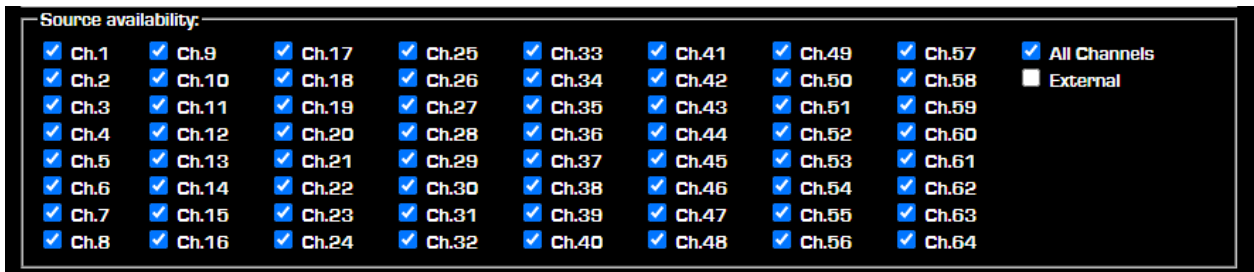 Source availability:
Ch.1 Ch.9 Ch.17 Ch.25 Ch.33 Ch.41 Ch.49 Ch.57 All Channels
Ch.2 Ch.10 Ch.18 Ch.26 Ch.34 Ch.42 Ch.50 Ch.58 External
Ch.3 Ch.11 Ch.19 Ch.27 Ch.35 Ch.43 Ch.51 Ch.59
Ch.4 Ch.12 Ch.20 Ch.28 Ch.36 Ch.44 Ch.52 Ch.60
Ch.5 Ch.13 Ch.21 Ch.29 Ch.37 Ch.45 Ch.53 Ch.61
Ch.6 Ch.14 Ch.22 Ch.30 Ch.38 Ch.46 Ch.54 Ch.62
Ch.7 Ch.15 Ch.23 Ch.31 Ch.39 Ch.47 Ch.55 Ch.63
Ch.8 Ch.16 Ch.24 Ch.32 Ch.40 Ch.48 Ch.56 Ch.64